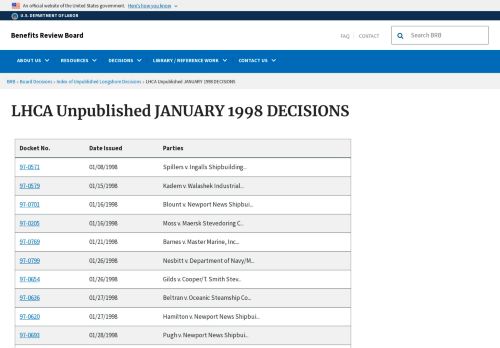 An official website of the United States government. Here's how you know
U.S. DEPARTMENT OF LABOR
Benefits Review Board
FAQ CONTACT
Search BRB
ABOUT US RESOURCES DECISIONS LIBRARY / REFERENCE WORK CONTACT US
BRB › Board Decisions › Index of Unpublished Longshore Decisions › LHCA Unpublished JANUARY 1998 DECISIONS
LHCA Unpublished JANUARY 1998 DECISIONS
Docket No. Date Issued Parties
97-0571 01/08/1998 Spillers v. Ingalls Shipbuilding...
97-0579 01/15/1998 Kadem v. Walashek Industrial...
97-0701 01/16/1998 Blount v. Newport News Shipbui...
97-0205 01/16/1998 Moss v. Maersk Stevedoring C...
97-0769 01/21/1998 Barnes v. Master Marine, Inc...
97-0799 01/26/1998 Nesbitt v. Department of Navy/M...
97-0654 01/26/1998 Gilds v. Cooper/T. Smith Stev...
97-0636 01/27/1998 Beltran v. Oceanic Steamship Co...
97-0620 01/27/1998 Hamilton v. Newport News Shipbui...
97-0693 01/28/1998 Pugh v. Newport News Shipbui...